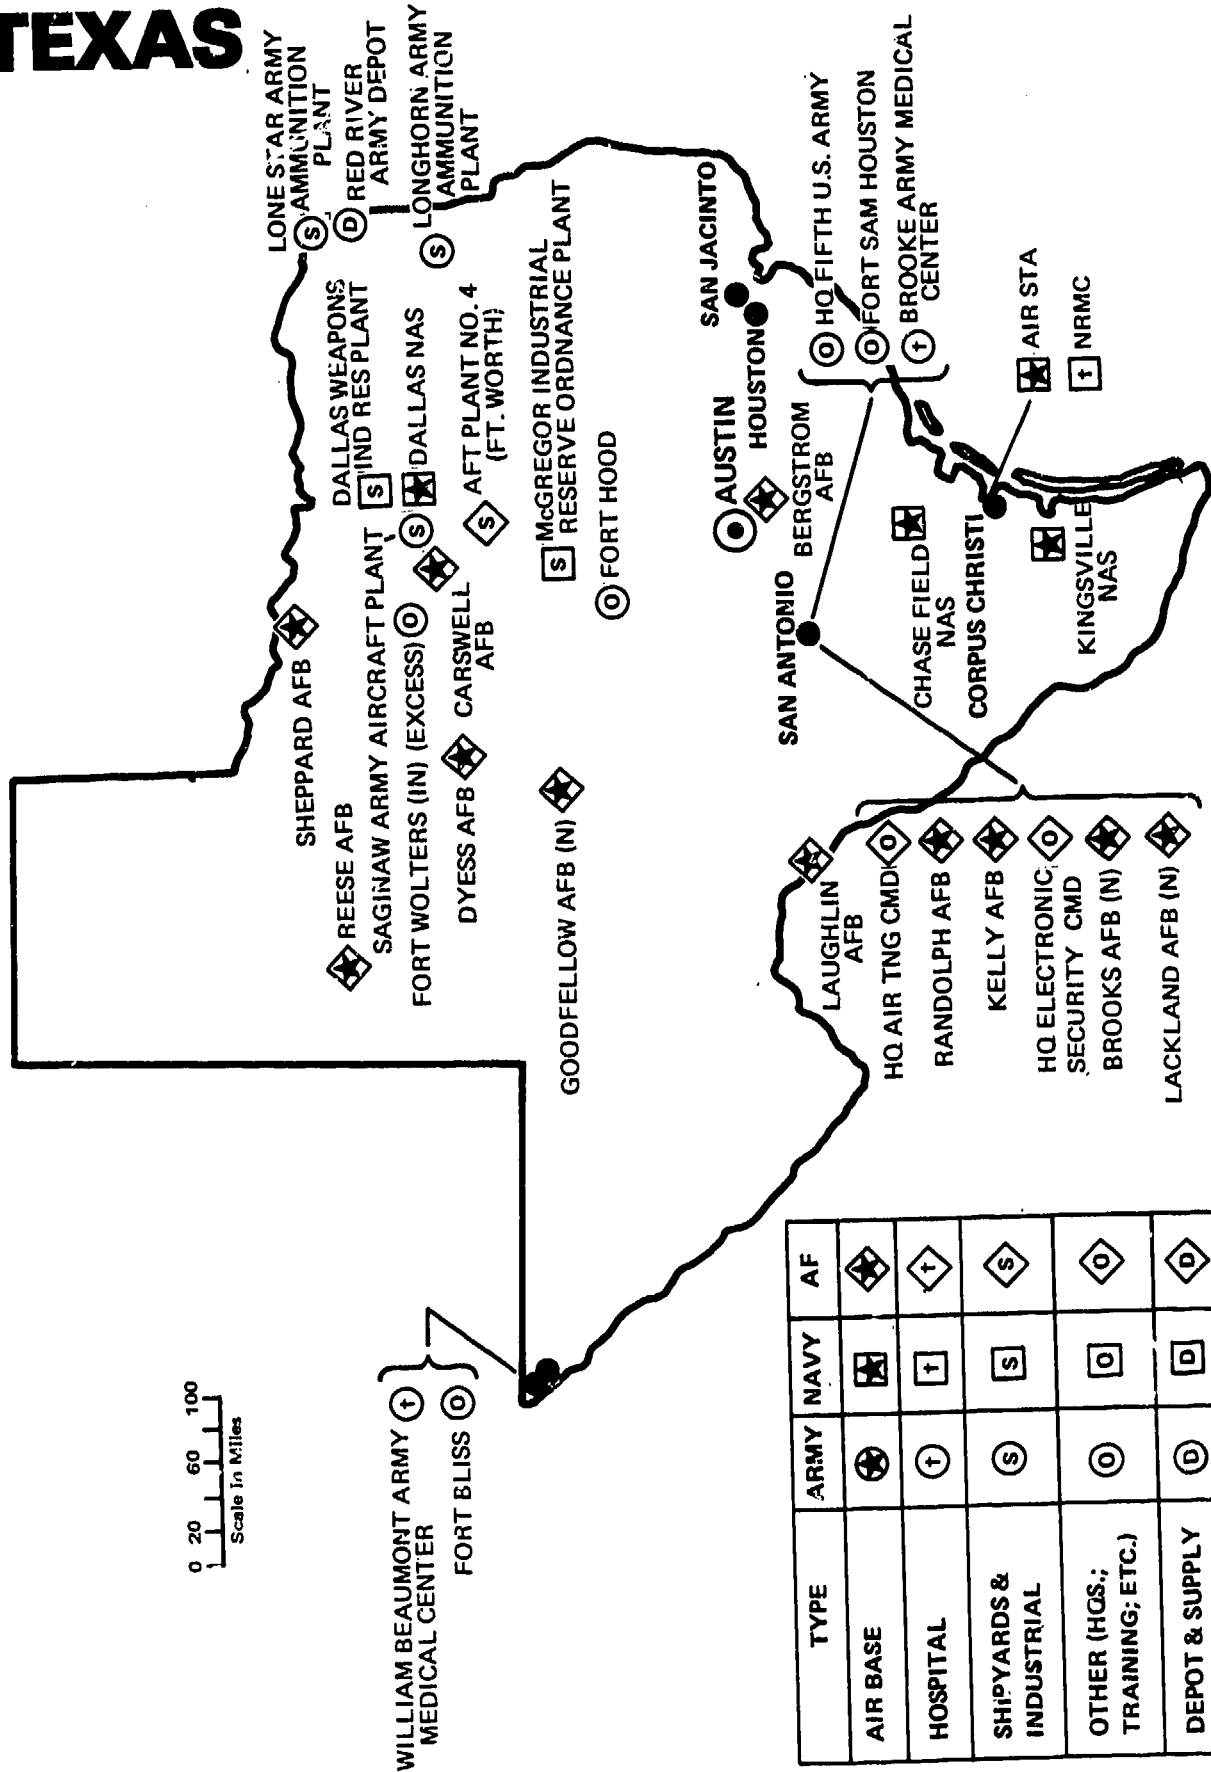 TEXAS
LONE STAR ARMY
AMMUNITION
PLANT
S
D RED RIVER
ARMY DEPOT
LONGHORN ARMY
AMMUNITION
PLANT
S
DALLAS WEAPONS
IND RES PLANT
S
DALLAS NAS
AFT PLANT NO. 4
(FT. WORTH)
S
SHEPPARD AFB
REESE AFB
SAGINAW ARMY AIRCRAFT PLANT
S
FORT WOLTERS (IN) (EXCESS) O
DYESS AFB
CARSWELL
AFB
S McGREGOR INDUSTRIAL
RESERVE ORDNANCE PLANT
O FORT HOOD
GOODFELLOW AFB (N)
SAN JACINTO
HOUSTON
AUSTIN
BERGSTROM
AFB
SAN ANTONIO
O HQ FIFTH U.S. ARMY
O FORT SAM HOUSTON
t BROOKE ARMY MEDICAL
CENTER
CHASE FIELD
NAS
CORPUS CHRISTI
AIR STA
t NRMC
KINGSVILLE
NAS
LAUGHLIN
AFB
HQ AIR TNG CMD O
RANDOLPH AFB
KELLY AFB
HQ ELECTRONIC O
SECURITY CMD
BROOKS AFB (N)
LACKLAND AFB (N)
WILLIAM BEAUMONT ARMY t
MEDICAL CENTER
FORT BLISS O
0 20 60 100
Scale In Miles
TYPE ARMY NAVY AF
AIR BASE
HOSPITAL t t t
SHIPYARDS &
INDUSTRIAL S S S
OTHER (HQS.;
TRAINING; ETC.) O O O
DEPOT & SUPPLY D D D